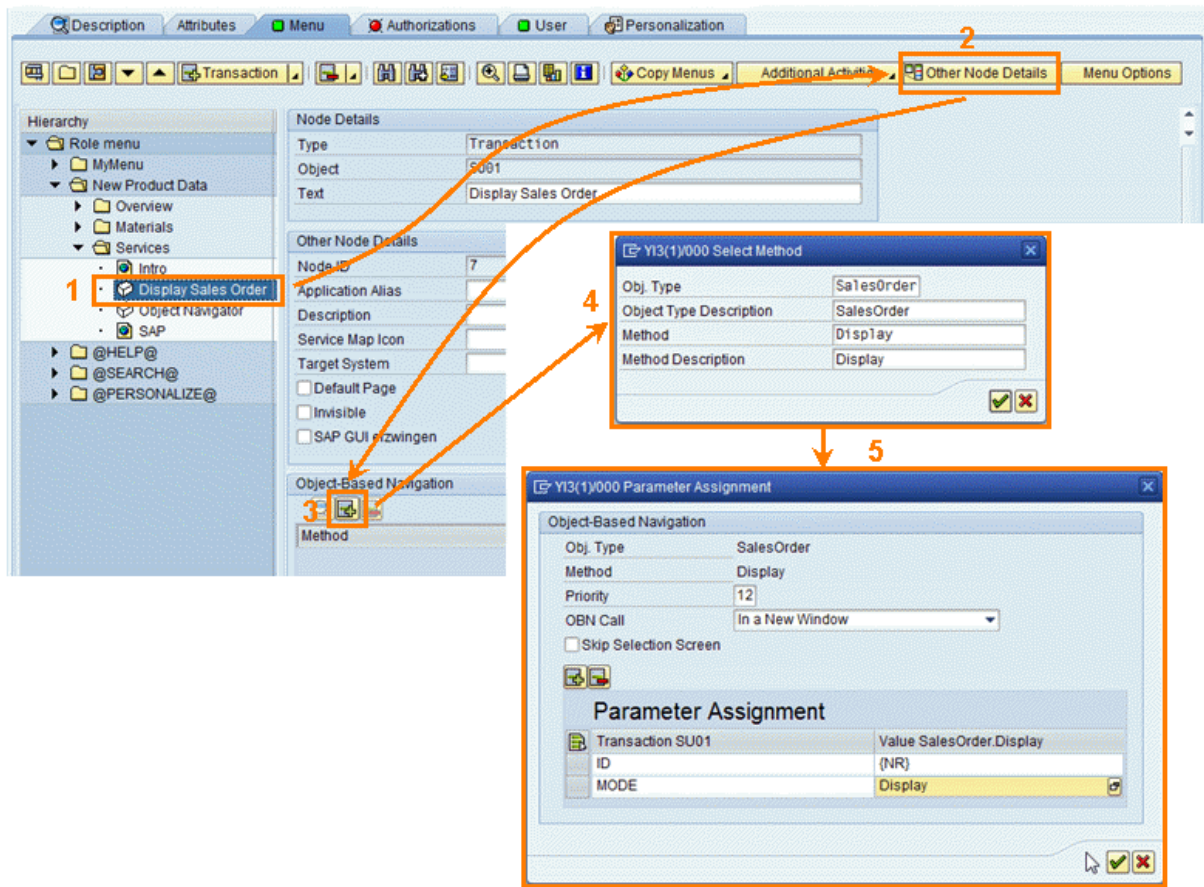 Description Attributes Menu Authorizations User Personalization
2
Transaction Copy Menus Additional Activitie Other Node Details Menu Options
Hierarchy
Role menu
MyMenu
New Product Data
Overview
Materials
Services
Intro
1 Display Sales Order
Object Navigator
SAP
@HELP@
@SEARCH@
@PERSONALIZE@
Node Details
Type Transaction
Object SU01
Text Display Sales Order
Other Node Details
Node ID 7
Application Alias
Description
Service Map Icon
Target System
Default Page
Invisible
SAP GUI erzwingen
Object-Based Navigation
3
Method
4
YI3(1)/000 Select Method
Obj. Type SalesOrder
Object Type Description SalesOrder
Method Display
Method Description Display
5
YI3(1)/000 Parameter Assignment
Object-Based Navigation
Obj. Type SalesOrder
Method Display
Priority 12
OBN Call In a New Window
Skip Selection Screen
Parameter Assignment
Transaction SU01 Value SalesOrder.Display
ID {NR}
MODE Display